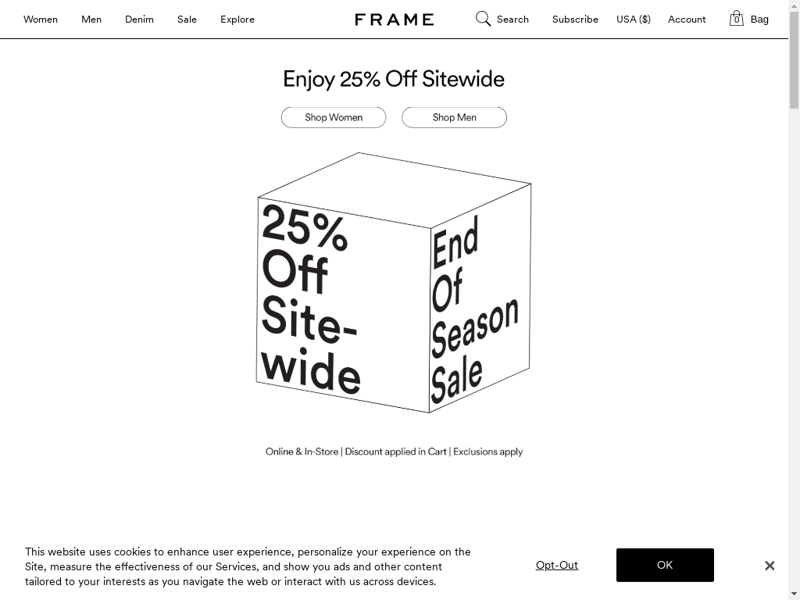 Women Men Denim Sale Explore FRAME Search Subscribe USA ($) Account 0 Bag
Enjoy 25% Off Sitewide
Shop Women Shop Men
25%
Off
Site-
wide
End
Of
Season
Sale
Online & In-Store | Discount applied in Cart | Exclusions apply
This website uses cookies to enhance user experience, personalize your experience on the
Site, measure the effectiveness of our Services, and show you ads and other content
tailored to your interests as you navigate the web or interact with us across devices.
Opt-Out
OK